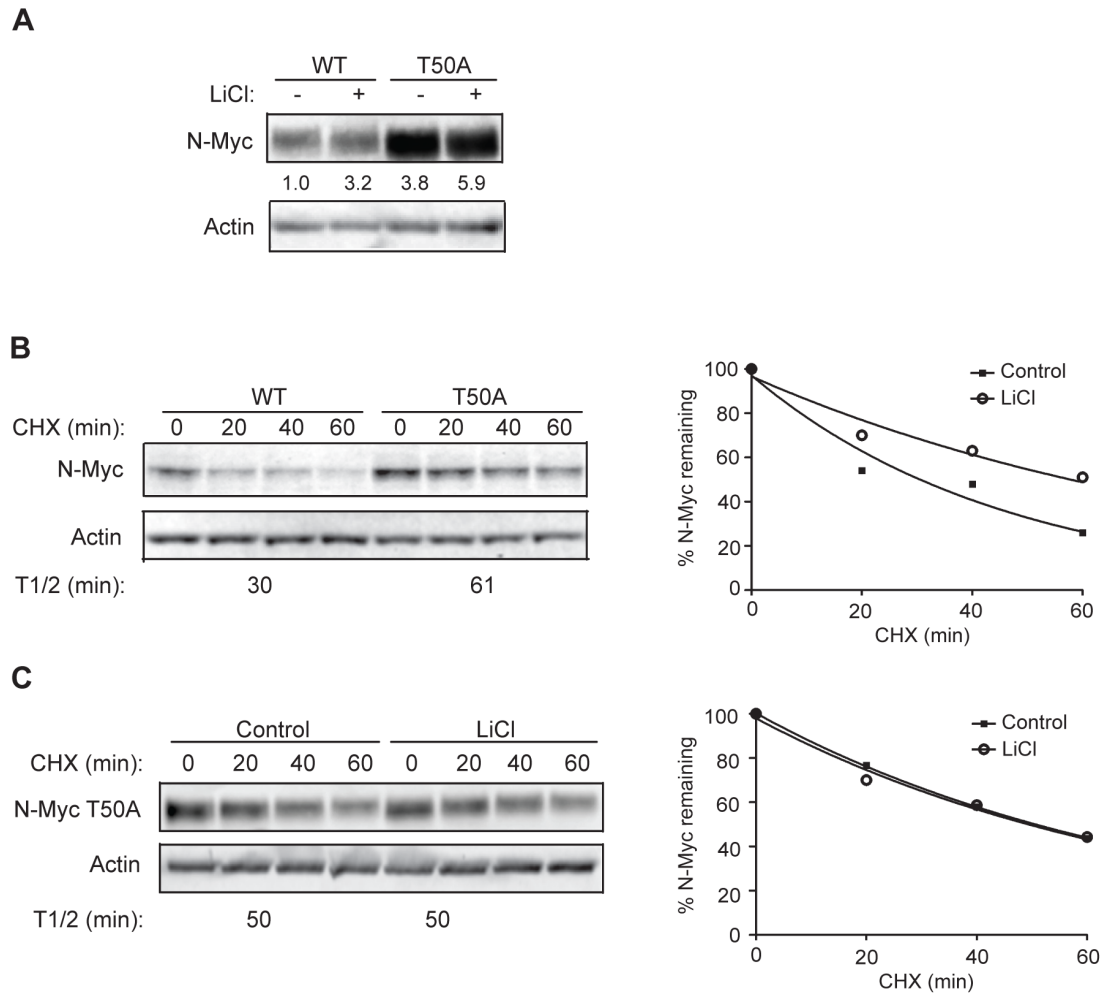 A
WT T50A
LiCl: - + - +
N-Myc
1.0 3.2 3.8 5.9
Actin
B
WT T50A
CHX (min): 0 20 40 60 0 20 40 60
N-Myc
Actin
T1/2 (min): 30 61
% N-Myc remaining
100
80
60
40
20
0
0 20 40 60
CHX (min)
Control
LiCl
C
Control LiCl
CHX (min): 0 20 40 60 0 20 40 60
N-Myc T50A
Actin
T1/2 (min): 50 50
% N-Myc remaining
100
80
60
40
20
0
0 20 40 60
CHX (min)
Control
LiCl